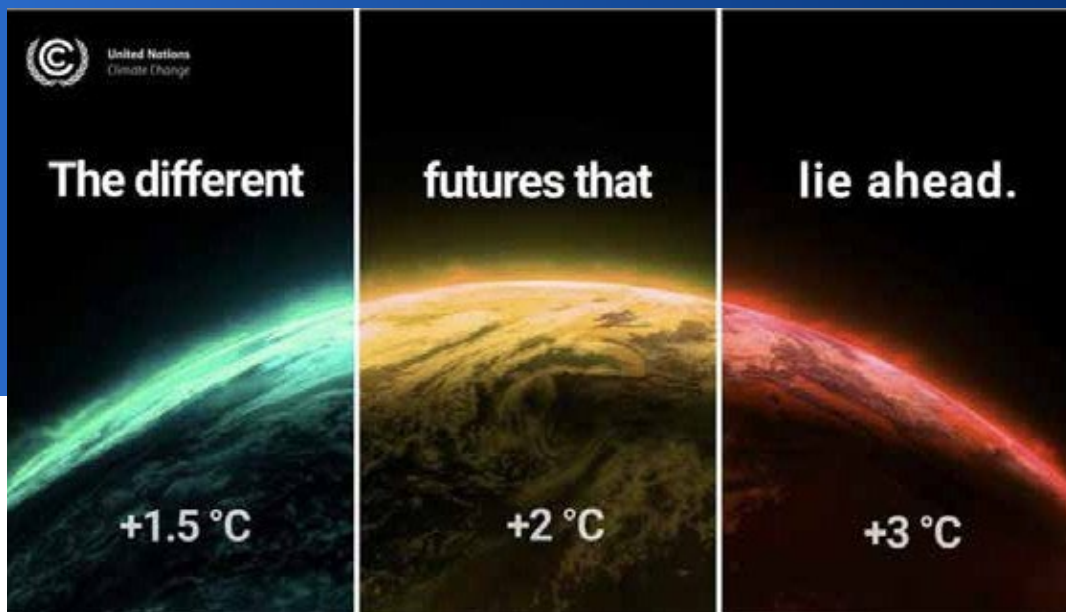 United Nations
Climate Change
The different futures that lie ahead.
+1.5 °C
+2 °C
+3 °C